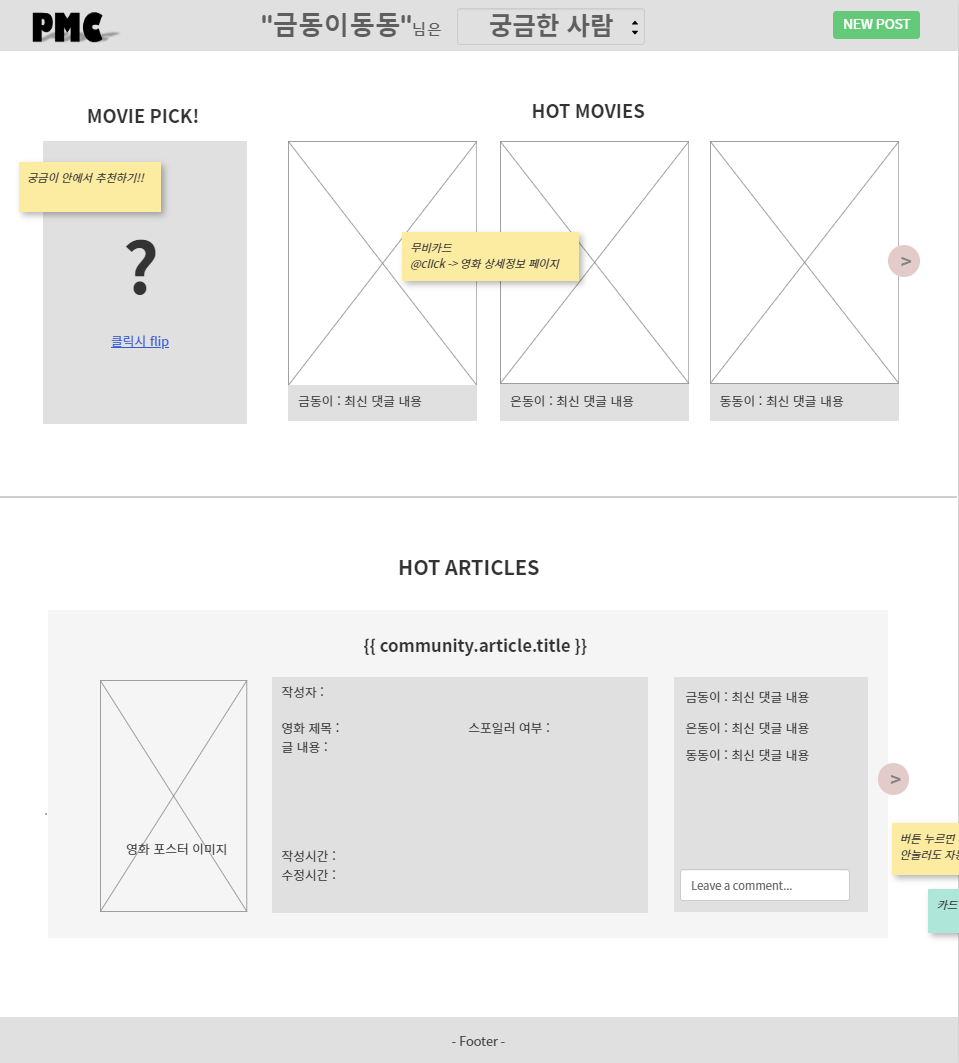 PMC
"금동이동동"님은 궁금한 사람
NEW POST
MOVIE PICK!
HOT MOVIES
궁금이 안에서 추천하기!!
?
클릭시 flip
무비카드
@click -> 영화 상세정보 페이지
>
금동이 : 최신 댓글 내용
은동이 : 최신 댓글 내용
동동이 : 최신 댓글 내용
HOT ARTICLES
{{ community.article.title }}
영화 포스터 이미지
작성자 :
영화 제목 :
스포일러 여부 :
글 내용 :
작성시간 :
수정시간 :
금동이 : 최신 댓글 내용
은동이 : 최신 댓글 내용
동동이 : 최신 댓글 내용
Leave a comment...
>
버튼 누르면
안눌러도 자
카드
- Footer -